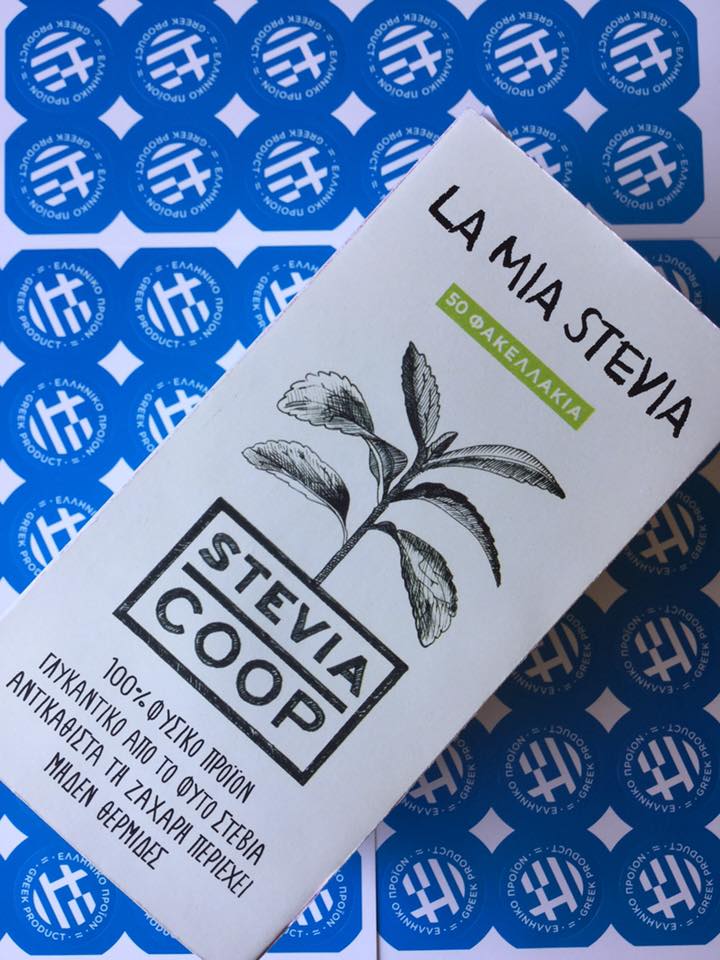 LA MIA STEVIA
50 ΦΑΚΕΛΛΑΚΙΑ
STEVIA
COOP
100% ΦΥΣΙΚΟ ΠΡΟΪΟΝ
ΓΛΥΚΑΝΤΙΚΟ ΑΠΟ ΤΟ ΦΥΤΟ ΣΤΕΒΙΑ
ΑΝΤΙΚΑΘΙΣΤΑ ΤΗ ΖΑΧΑΡΗ ΠΕΡΙΕΧΕΙ
ΜΗΔΕΝ ΘΕΡΜΙΔΕΣ
ΕΛΛΗΝΙΚΟ ΠΡΟΪΟΝ
GREEK PRODUCT